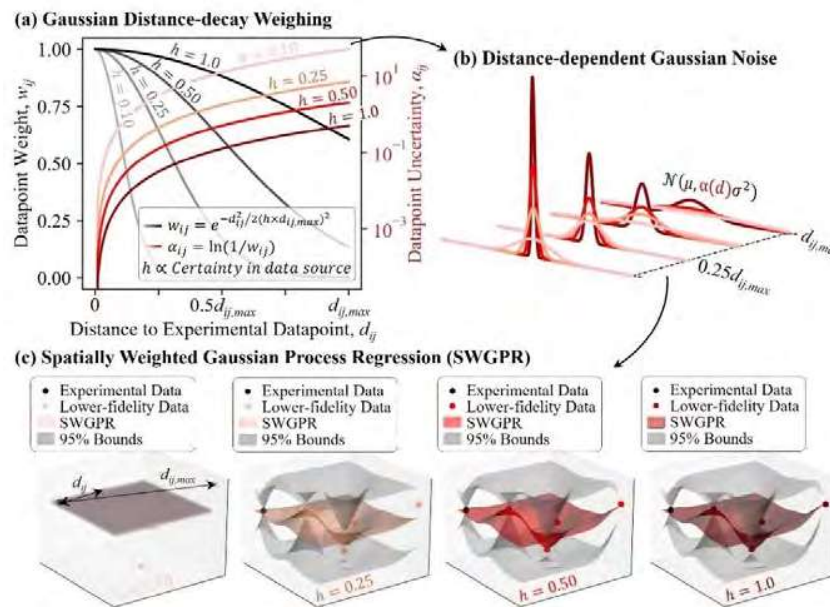 (a) Gaussian Distance-decay Weighing
1.00
0.75
0.50
0.25
0.00
Datapoint Weight, w_ij
h = 0.10
h = 0.25
h = 0.50
h = 1.0
0.10
h = 0.25
h = 0.50
h = 1.0
10¹
10⁻¹
10⁻³
Datapoint Uncertainty, α_ij
w_ij = e^{-d²_ij/2(h×d_ij,max)²}
α_ij = ln(1/w_ij)
h ∝ Certainty in data source
0
0.5d_ij,max
d_ij,max
Distance to Experimental Datapoint, d_ij
(b) Distance-dependent Gaussian Noise
𝒩(μ, α(d)σ²)
0.25d_ij,max
(c) Spatially Weighted Gaussian Process Regression (SWGPR)
Experimental Data
Lower-fidelity Data
SWGPR
95% Bounds
d_ij
d_ij,max
Experimental Data
Lower-fidelity Data
SWGPR
95% Bounds
h = 0.25
Experimental Data
Lower-fidelity Data
SWGPR
95% Bounds
h = 0.50
Experimental Data
Lower-fidelity Data
SWGPR
95% Bounds
h = 1.0